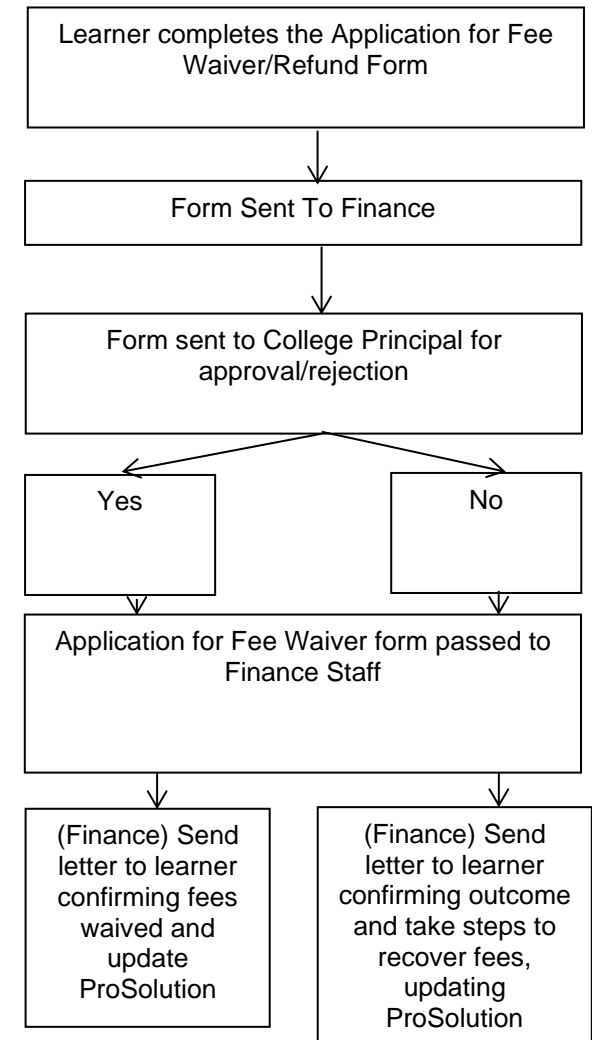 Learner completes the Application for Fee
Waiver/Refund Form
Form Sent To Finance
Form sent to College Principal for
approval/rejection
Yes
No
Application for Fee Waiver form passed to
Finance Staff
(Finance) Send
letter to learner
confirming fees
waived and
update
ProSolution
(Finance) Send
letter to learner
confirming outcome
and take steps to
recover fees,
updating
ProSolution